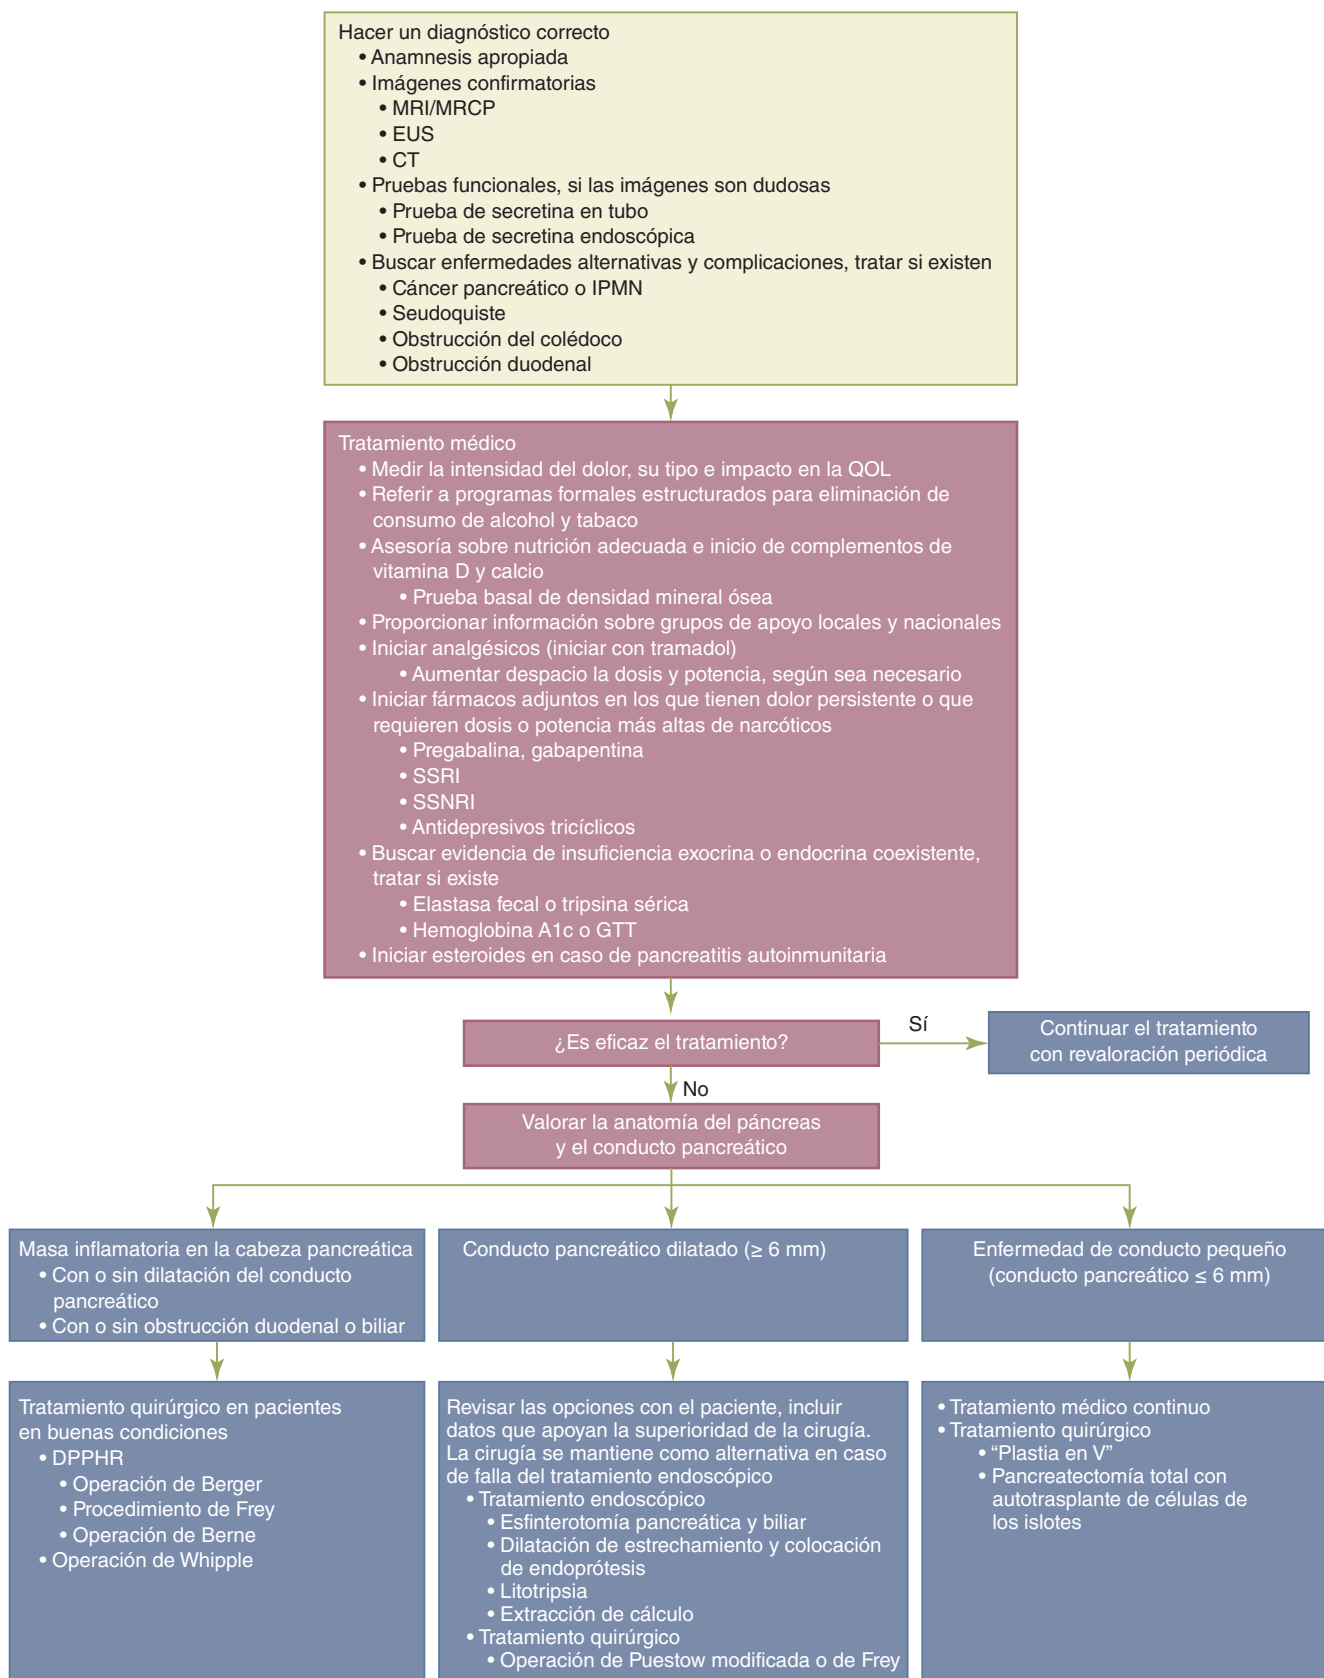 Hacer un diagnóstico correcto
• Anamnesis apropiada
• Imágenes confirmatorias
• MRI/MRCP
• EUS
• CT
• Pruebas funcionales, si las imágenes son dudosas
• Prueba de secretina en tubo
• Prueba de secretina endoscópica
• Buscar enfermedades alternativas y complicaciones, tratar si existen
• Cáncer pancreático o IPMN
• Seudoquiste
• Obstrucción del colédoco
• Obstrucción duodenal
Tratamiento médico
• Medir la intensidad del dolor, su tipo e impacto en la QOL
• Referir a programas formales estructurados para eliminación de
consumo de alcohol y tabaco
• Asesoría sobre nutrición adecuada e inicio de complementos de
vitamina D y calcio
• Prueba basal de densidad mineral ósea
• Proporcionar información sobre grupos de apoyo locales y nacionales
• Iniciar analgésicos (iniciar con tramadol)
• Aumentar despacio la dosis y potencia, según sea necesario
• Iniciar fármacos adjuntos en los que tienen dolor persistente o que
requieren dosis o potencia más altas de narcóticos
• Pregabalina, gabapentina
• SSRI
• SSNRI
• Antidepresivos tricíclicos
• Buscar evidencia de insuficiencia exocrina o endocrina coexistente,
tratar si existe
• Elastasa fecal o tripsina sérica
• Hemoglobina A1c o GTT
• Iniciar esteroides en caso de pancreatitis autoinmunitaria
¿Es eficaz el tratamiento?
Sí
Continuar el tratamiento
con revaloración periódica
No
Valorar la anatomía del páncreas
y el conducto pancreático
Masa inflamatoria en la cabeza pancreática
• Con o sin dilatación del conducto
pancreático
• Con o sin obstrucción duodenal o biliar
Conducto pancreático dilatado (≥ 6 mm)
Enfermedad de conducto pequeño
(conducto pancreático ≤ 6 mm)
Tratamiento quirúrgico en pacientes
en buenas condiciones
• DPPHR
• Operación de Berger
• Procedimiento de Frey
• Operación de Berne
• Operación de Whipple
Revisar las opciones con el paciente, incluir
datos que apoyan la superioridad de la cirugía.
La cirugía se mantiene como alternativa en caso
de falla del tratamiento endoscópico
• Tratamiento endoscópico
• Esfinterotomía pancreática y biliar
• Dilatación de estrechamiento y colocación
de endoprótesis
• Litotripsia
• Extracción de cálculo
• Tratamiento quirúrgico
• Operación de Puestow modificada o de Frey
• Tratamiento médico continuo
• Tratamiento quirúrgico
• “Plastia en V”
• Pancreatectomía total con
autotrasplante de células de
los islotes